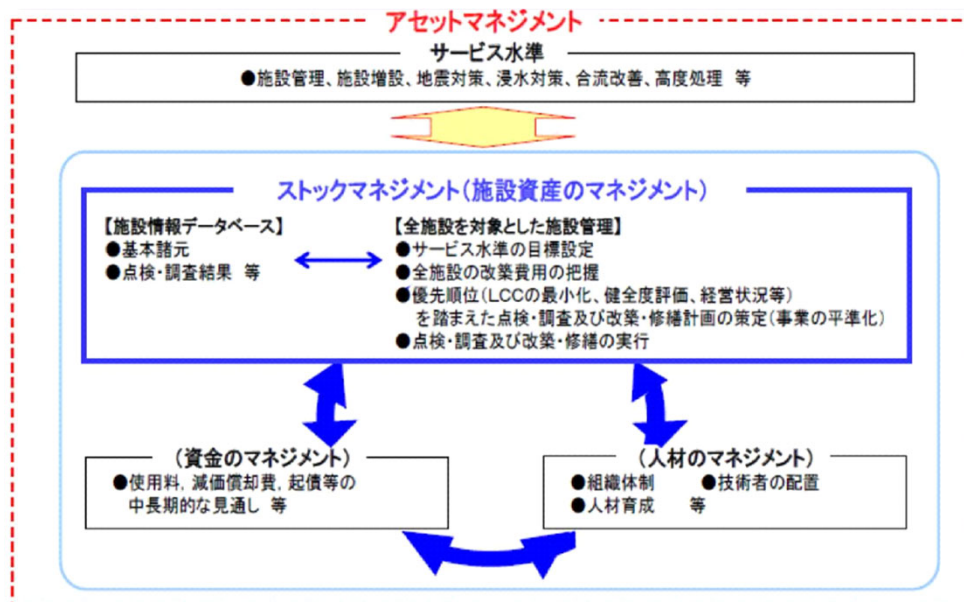 アセットマネジメント
サービス水準
●施設管理、施設増設、地震対策、浸水対策、合流改善、高度処理 等
ストックマネジメント(施設資産のマネジメント)
【施設情報データベース】
●基本諸元
●点検・調査結果 等
【全施設を対象とした施設管理】
●サービス水準の目標設定
●全施設の改築費用の把握
●優先順位(LCCの最小化、健全度評価、経営状況等)
を踏まえた点検・調査及び改築・修繕計画の策定(事業の平準化)
●点検・調査及び改築・修繕の実行
(資金のマネジメント)
●使用料,減価償却費,起債等の
中長期的な見通し 等
(人材のマネジメント)
●組織体制 ●技術者の配置
●人材育成 等